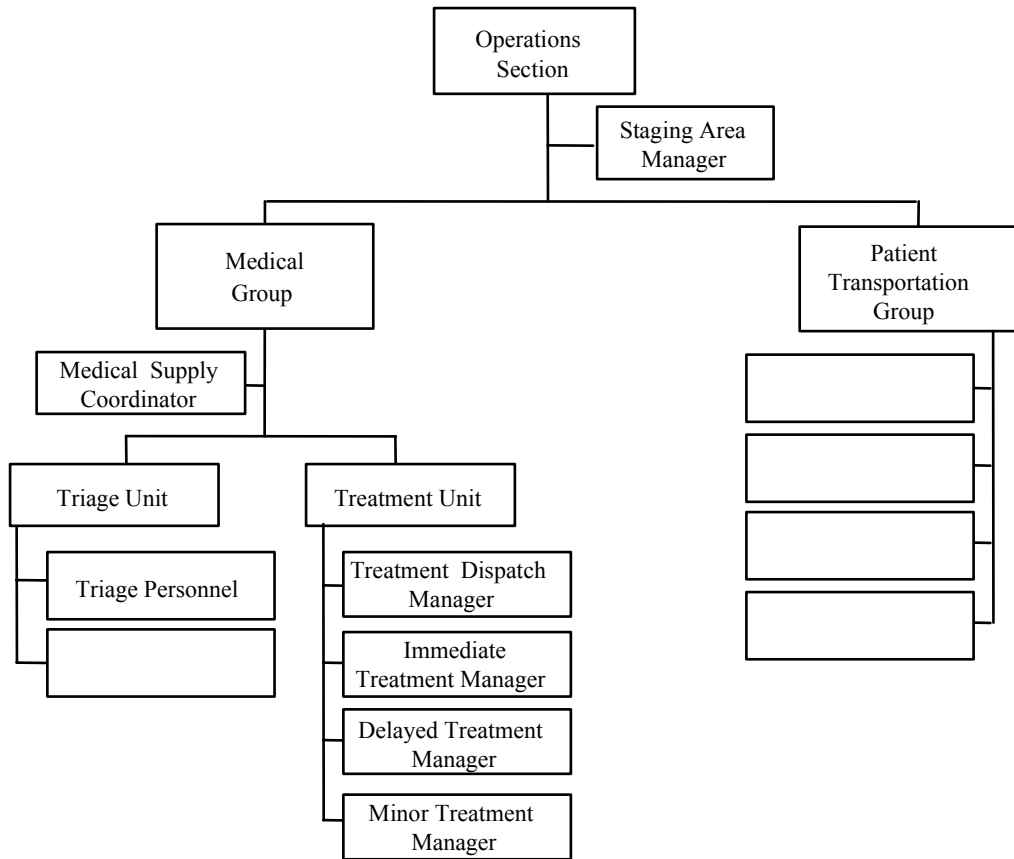 Operations
Section
Staging Area
Manager
Medical
Group
Patient
Transportation
Group
Medical Supply
Coordinator
Triage Unit
Treatment Unit
Triage Personnel
Treatment Dispatch
Manager
Immediate
Treatment Manager
Delayed Treatment
Manager
Minor Treatment
Manager